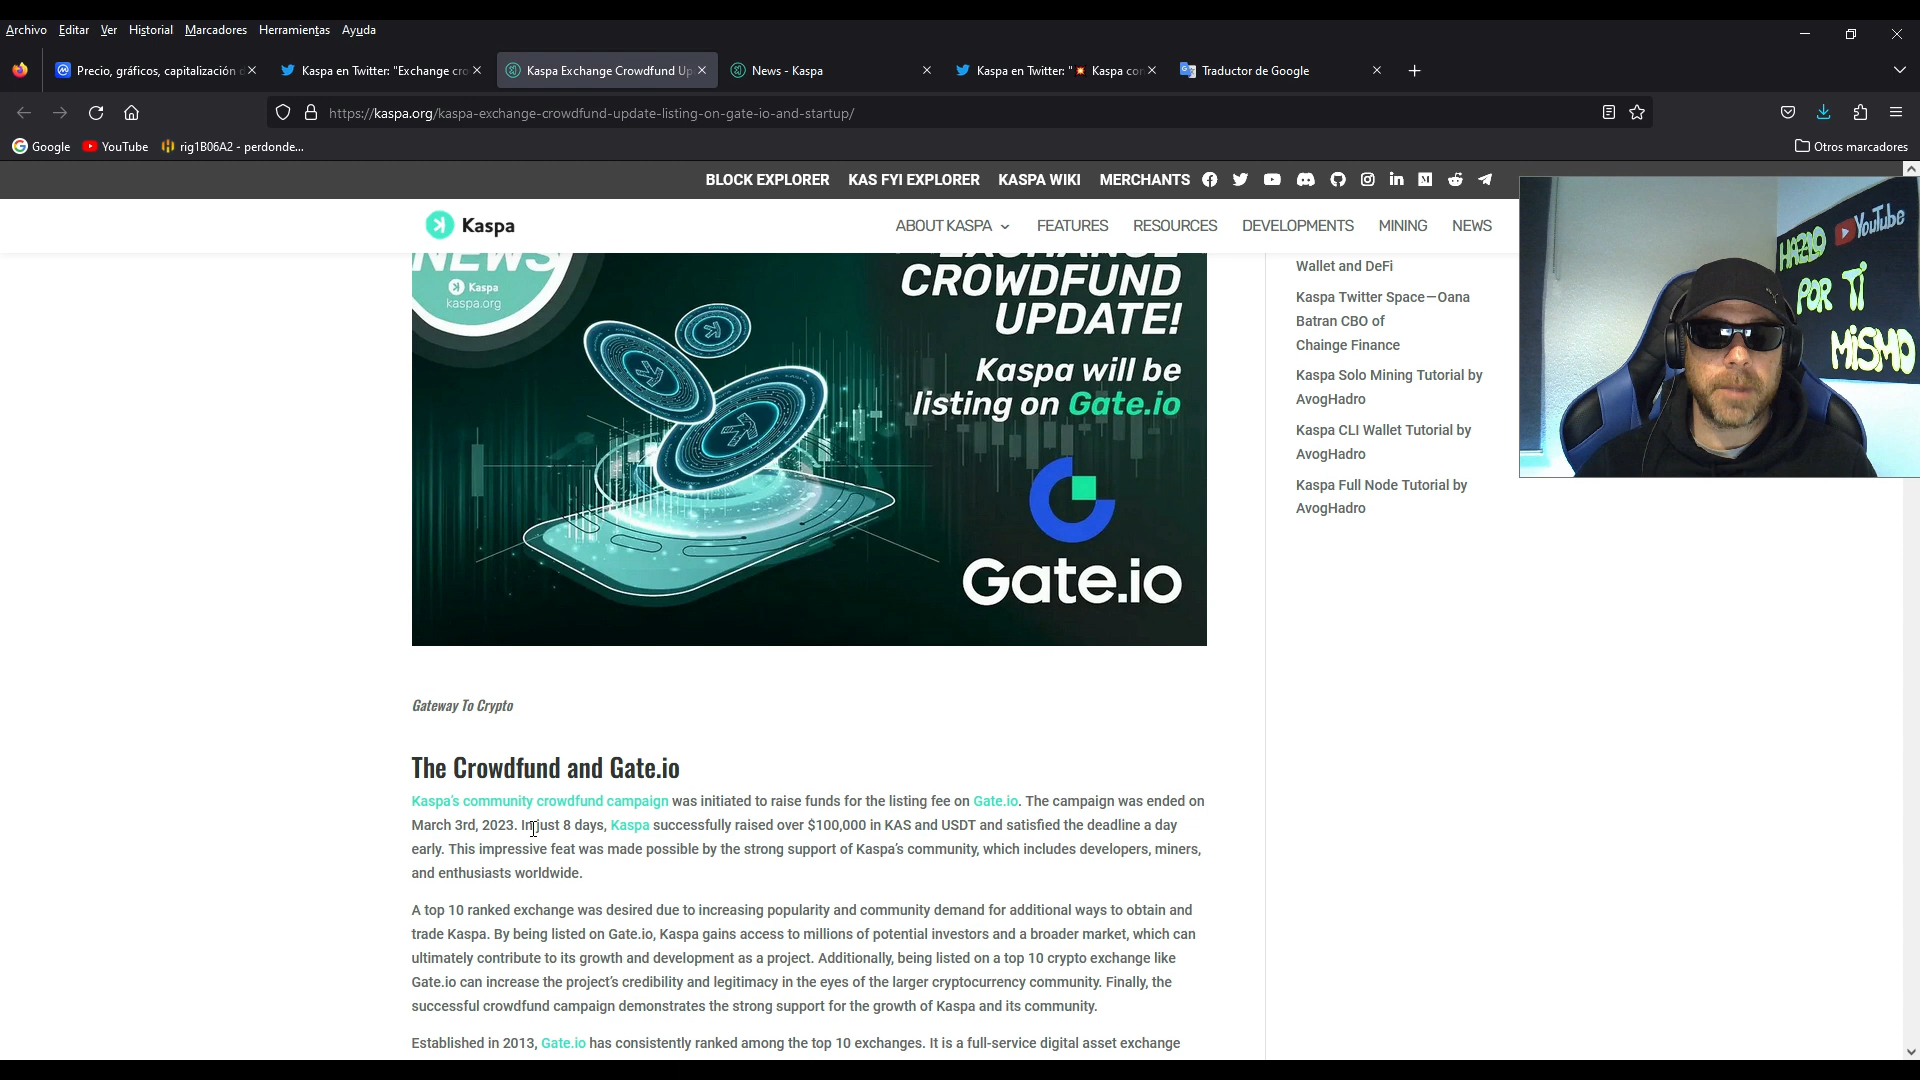 Archivo Editar Ver Historial Marcadores Herramientas Ayuda
Precio, gráficos, capitalización d
Kaspa en Twitter: "Exchange cro
Kaspa Exchange Crowdfund Up
News - Kaspa
Kaspa en Twitter: "💥 Kaspa con
Traductor de Google
https://kaspa.org/kaspa-exchange-crowdfund-update-listing-on-gate-io-and-startup/
Google YouTube rig1B06A2 - perdonde... Otros marcadores
BLOCK EXPLORER KAS FYI EXPLORER KASPA WIKI MERCHANTS
Kaspa ABOUT KASPA FEATURES RESOURCES DEVELOPMENTS MINING NEWS
NEWS
Kaspa
kaspa.org
EXCHANGE
CROWDFUND
UPDATE!
Kaspa will be
listing on Gate.io
Gate.io
Wallet and DeFi
Kaspa Twitter Space—Oana
Batran CBO of
Chainge Finance
Kaspa Solo Mining Tutorial by
AvogHadro
Kaspa CLI Wallet Tutorial by
AvogHadro
Kaspa Full Node Tutorial by
AvogHadro
YouTube
HAZLO
POR TI
MiSMO
Gateway To Crypto
The Crowdfund and Gate.io
Kaspa's community crowdfund campaign was initiated to raise funds for the listing fee on Gate.io. The campaign was ended on
March 3rd, 2023. In just 8 days, Kaspa successfully raised over $100,000 in KAS and USDT and satisfied the deadline a day
early. This impressive feat was made possible by the strong support of Kaspa's community, which includes developers, miners,
and enthusiasts worldwide.
A top 10 ranked exchange was desired due to increasing popularity and community demand for additional ways to obtain and
trade Kaspa. By being listed on Gate.io, Kaspa gains access to millions of potential investors and a broader market, which can
ultimately contribute to its growth and development as a project. Additionally, being listed on a top 10 crypto exchange like
Gate.io can increase the project's credibility and legitimacy in the eyes of the larger cryptocurrency community. Finally, the
successful crowdfund campaign demonstrates the strong support for the growth of Kaspa and its community.
Established in 2013, Gate.io has consistently ranked among the top 10 exchanges. It is a full-service digital asset exchange